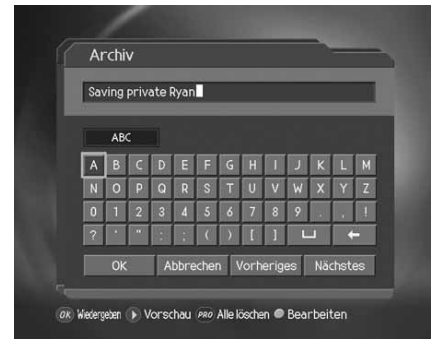 Archiv
Saving private Ryan
ABC
A B C D E F G H I J K L M
N O P Q R S T U V W X Y Z
0 1 2 3 4 5 6 7 8 9 . , !
? ' " : ; ( ) [ ] ␣ ←
OK Abbrechen Vorheriges Nächstes
OK Wiedergeben Vorschau PRO Alle löschen Bearbeiten